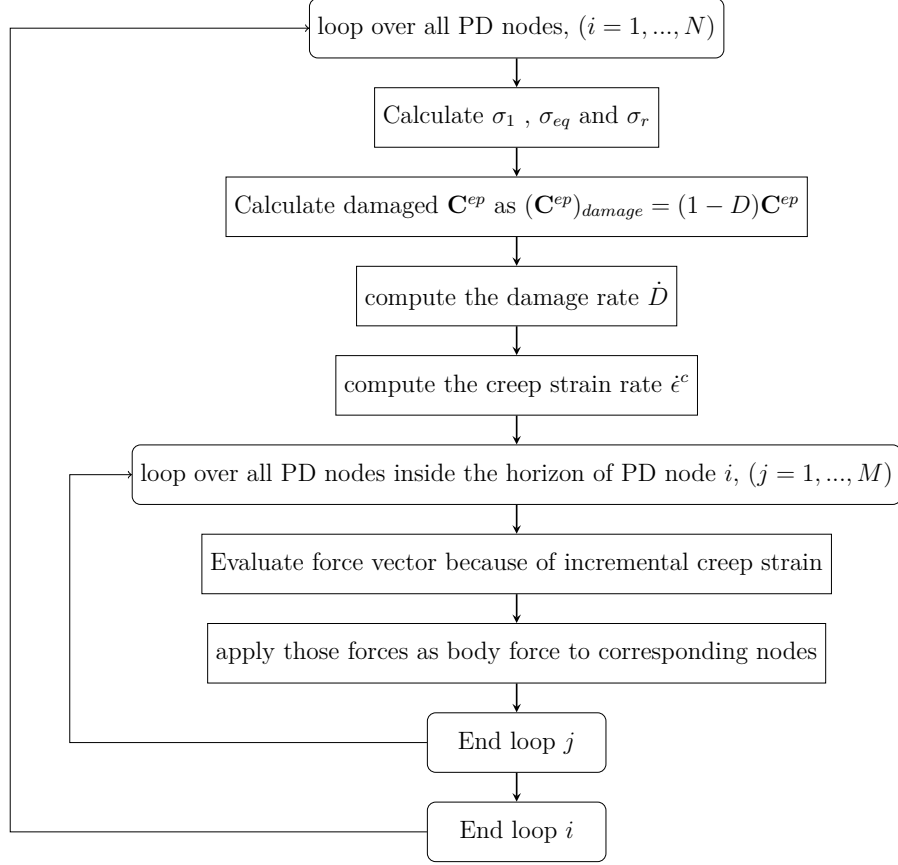 loop over all PD nodes, (i = 1, ..., N)
Calculate σ₁ , σ_{eq} and σ_r
Calculate damaged 𝐂^{ep} as (𝐂^{ep})_{damage} = (1 − D)𝐂^{ep}
compute the damage rate Ḋ
compute the creep strain rate ϵ̇^c
loop over all PD nodes inside the horizon of PD node i, (j = 1, ..., M)
Evaluate force vector because of incremental creep strain
apply those forces as body force to corresponding nodes
End loop j
End loop i